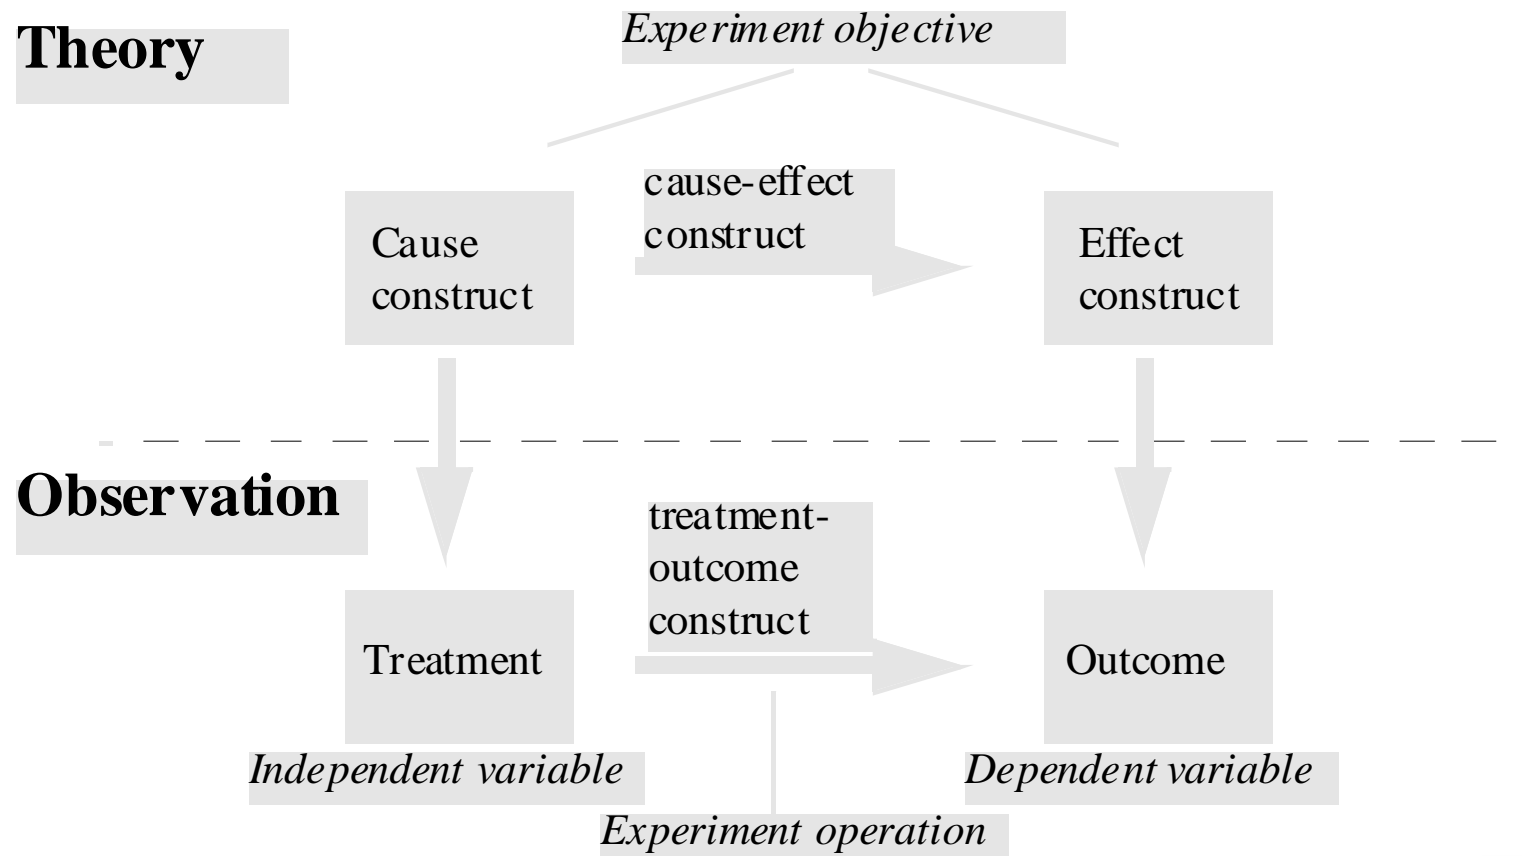 Theory
Experiment objective
cause-effect
construct
Cause
construct
Effect
construct
Observation
treatment-
outcome
construct
Treatment
Outcome
Independent variable
Dependent variable
Experiment operation